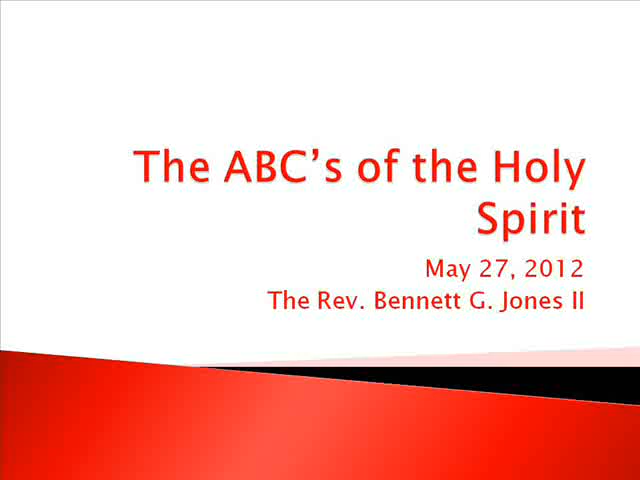 The ABC’s of the Holy
Spirit
May 27, 2012
The Rev. Bennett G. Jones II